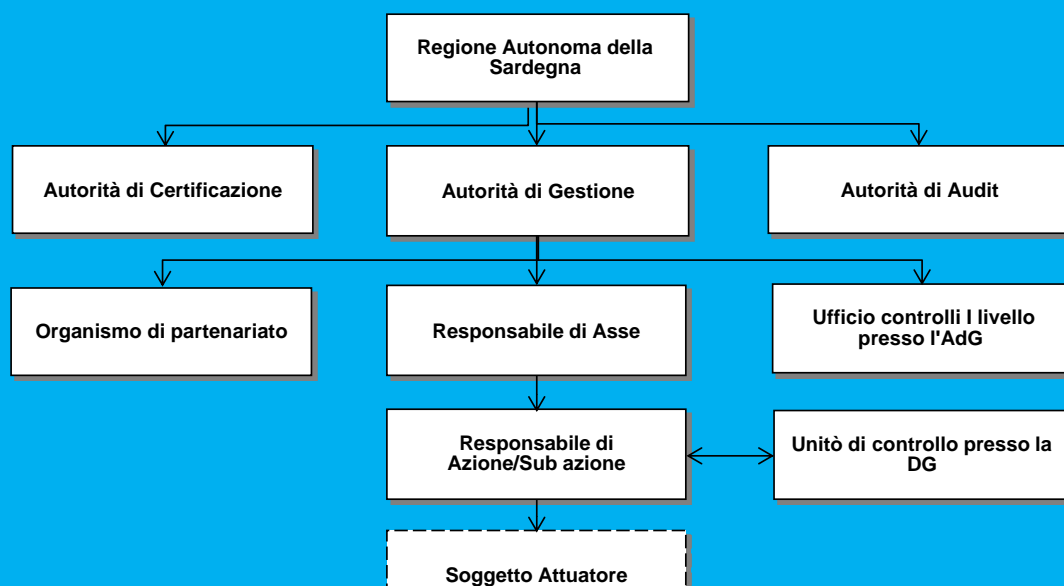 Regione Autonoma della
Sardegna
Autorità di Certificazione
Autorità di Gestione
Autorità di Audit
Organismo di partenariato
Responsabile di Asse
Ufficio controlli I livello
presso l'AdG
Responsabile di
Azione/Sub azione
Unitò di controllo presso la
DG
Soggetto Attuatore